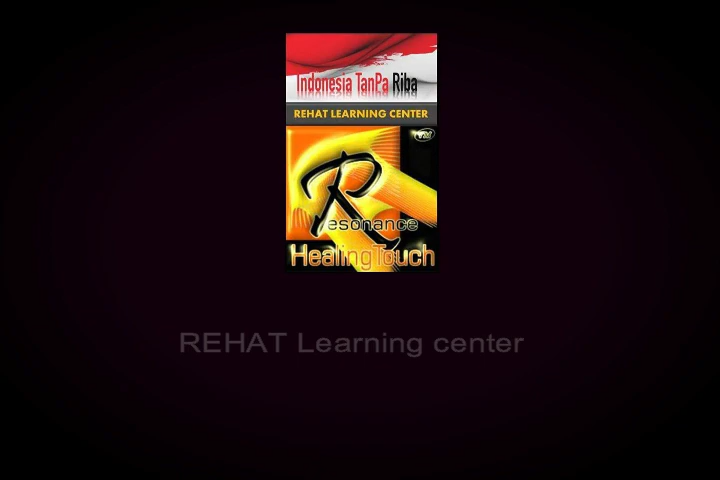 Indonesia TanPa Riba
REHAT LEARNING CENTER
Resonance
HealingTouch
REHAT Learning center